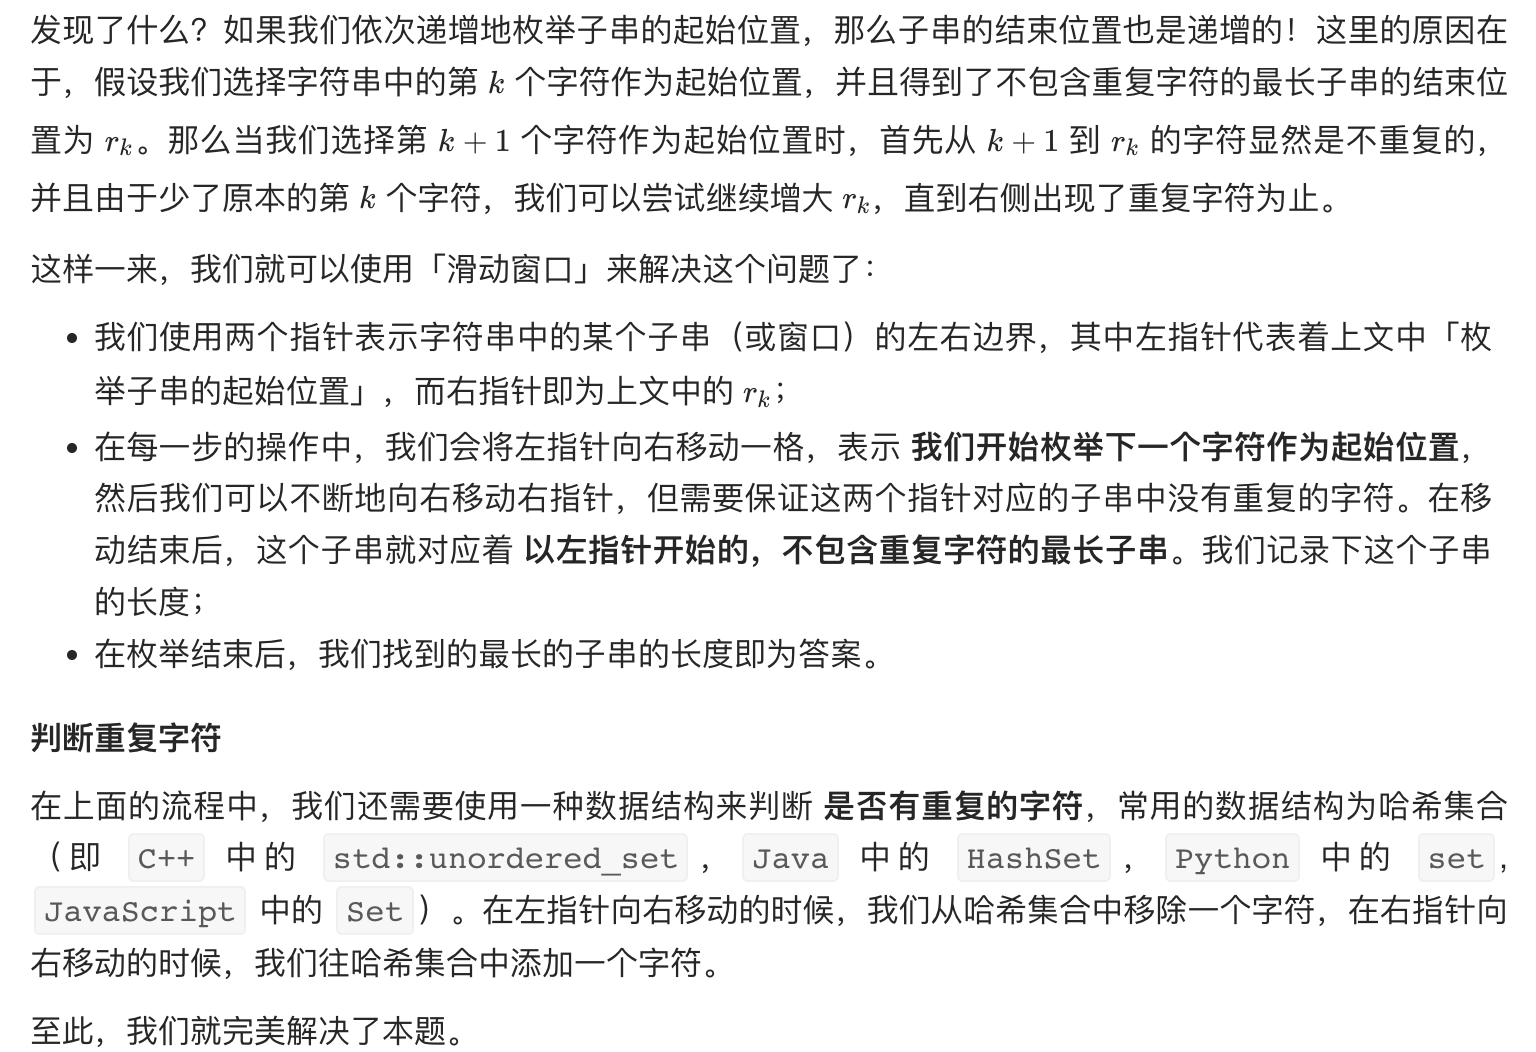 发现了什么？如果我们依次递增地枚举子串的起始位置，那么子串的结束位置也是递增的！这里的原因在
于，假设我们选择字符串中的第 k 个字符作为起始位置，并且得到了不包含重复字符的最长子串的结束位
置为 rₖ。那么当我们选择第 k + 1 个字符作为起始位置时，首先从 k + 1 到 rₖ 的字符显然是不重复的，
并且由于少了原本的第 k 个字符，我们可以尝试继续增大 rₖ，直到右侧出现了重复字符为止。
这样一来，我们就可以使用「滑动窗口」来解决这个问题了：
• 我们使用两个指针表示字符串中的某个子串（或窗口）的左右边界，其中左指针代表着上文中「枚
举子串的起始位置」，而右指针即为上文中的 rₖ；
• 在每一步的操作中，我们会将左指针向右移动一格，表示 我们开始枚举下一个字符作为起始位置，
然后我们可以不断地向右移动右指针，但需要保证这两个指针对应的子串中没有重复的字符。在移
动结束后，这个子串就对应着 以左指针开始的，不包含重复字符的最长子串。我们记录下这个子串
的长度；
• 在枚举结束后，我们找到的最长的子串的长度即为答案。
判断重复字符
在上面的流程中，我们还需要使用一种数据结构来判断 是否有重复的字符，常用的数据结构为哈希集合
（即 C++ 中的 std::unordered_set ，Java 中的 HashSet ，Python 中的 set,
JavaScript 中的 Set ）。在左指针向右移动的时候，我们从哈希集合中移除一个字符，在右指针向
右移动的时候，我们往哈希集合中添加一个字符。
至此，我们就完美解决了本题。